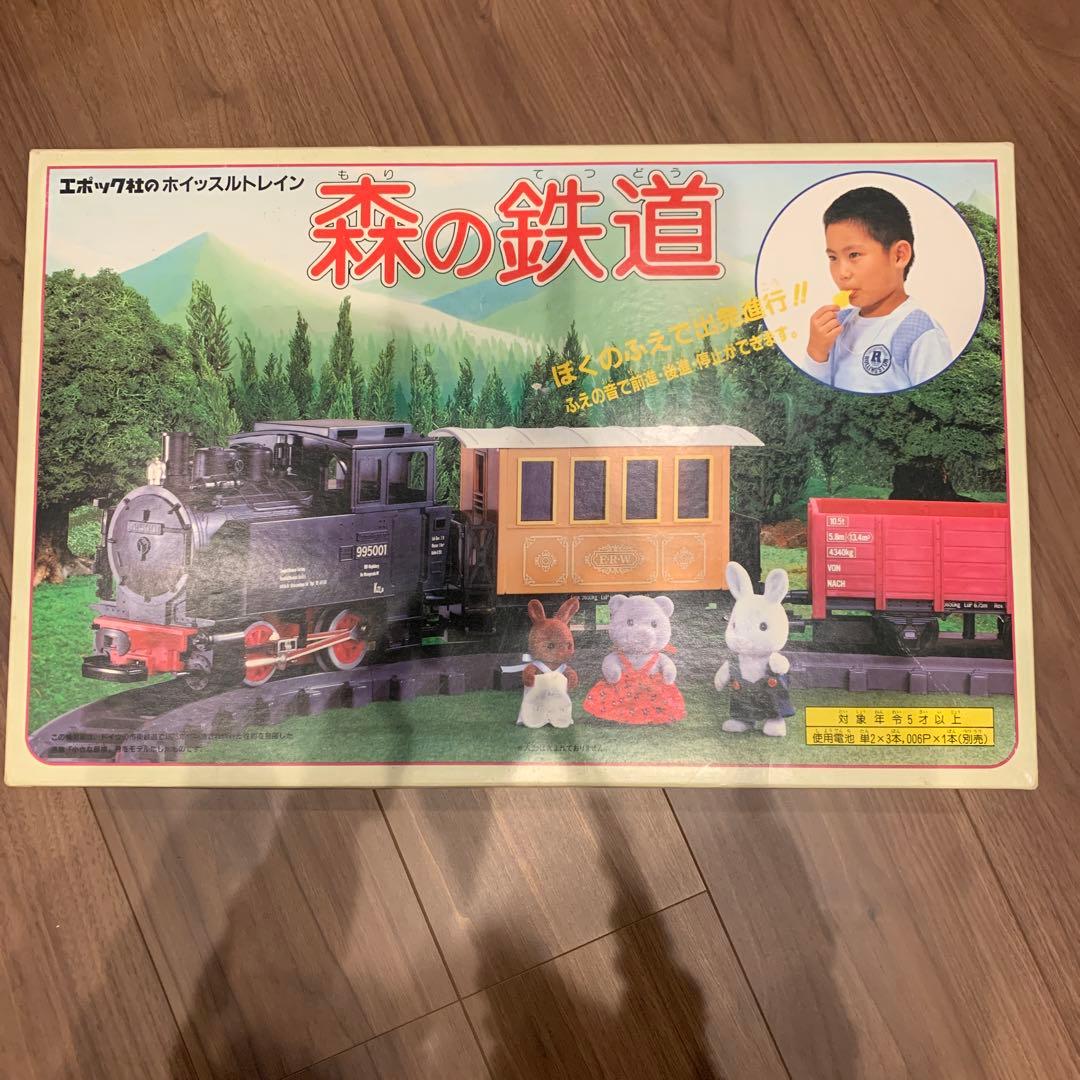 エポック社のホイッスルトレイン
もり てつどう
森の鉄道
ぼくのふえで出発進行!!
ふえの音で前進・後進・停止ができます。
995001
F.R.W.
10.5t
5.8m 13.4m²
4340kg
VON
NACH
対象年令5才以上
使用電池 単2×3本,006P×1本(別売)